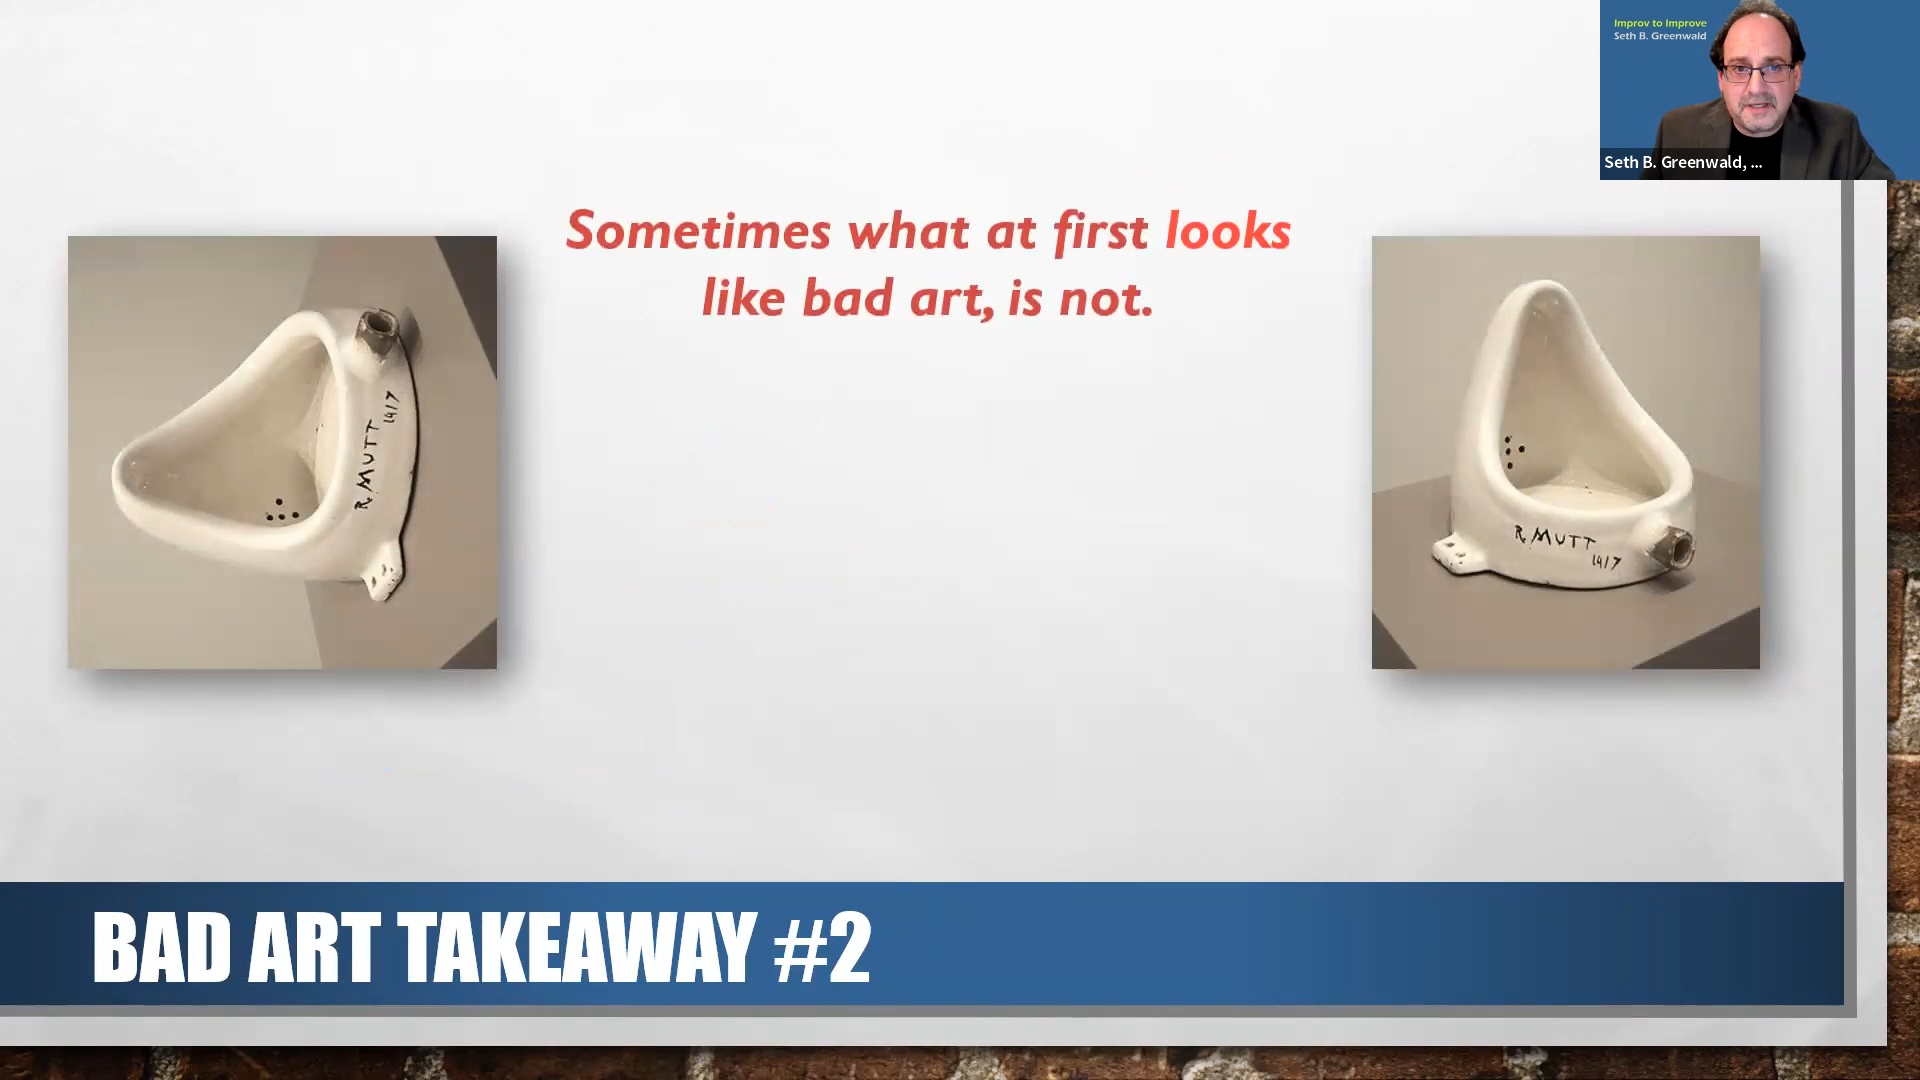 Improv to Improve
Seth B. Greenwald
Seth B. Greenwald, ...
Sometimes what at first looks
like bad art, is not.
R. MUTT
1917
R. MUTT
1917
BAD ART TAKEAWAY #2